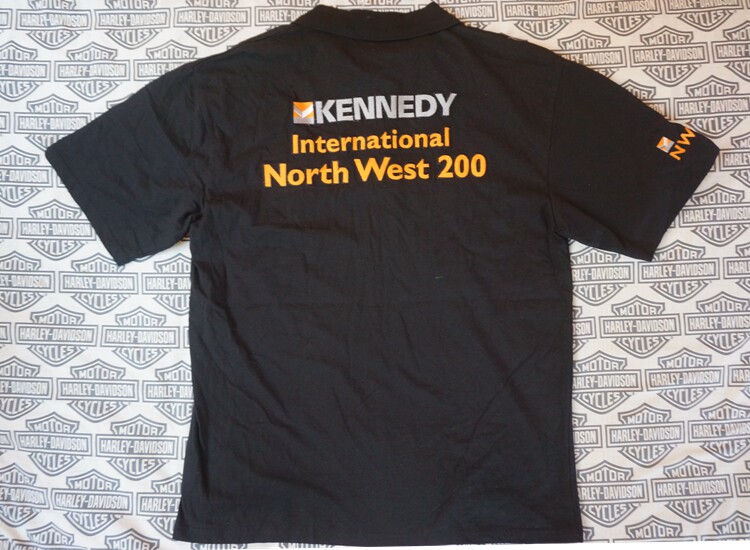 KENNEDY
International
North West 200
NW
MOTOR
HARLEY-DAVIDSON
CYCLES